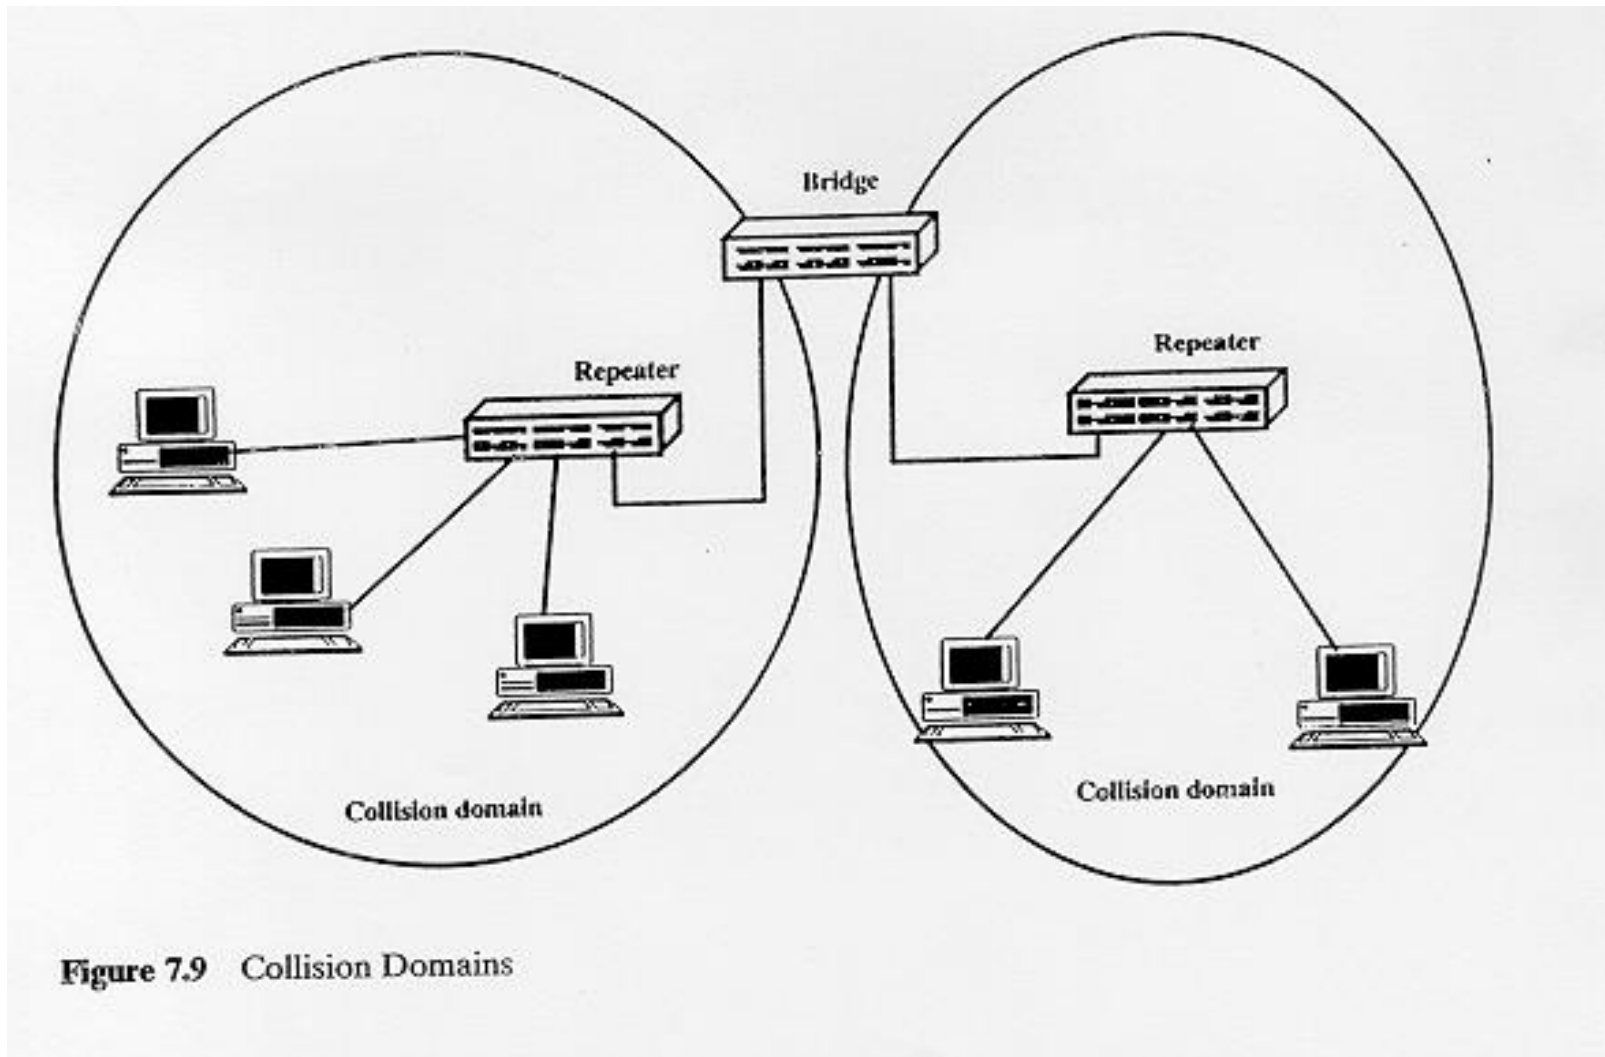 Bridge
Repeater
Repeater
Collision domain
Collision domain
Figure 7.9 Collision Domains